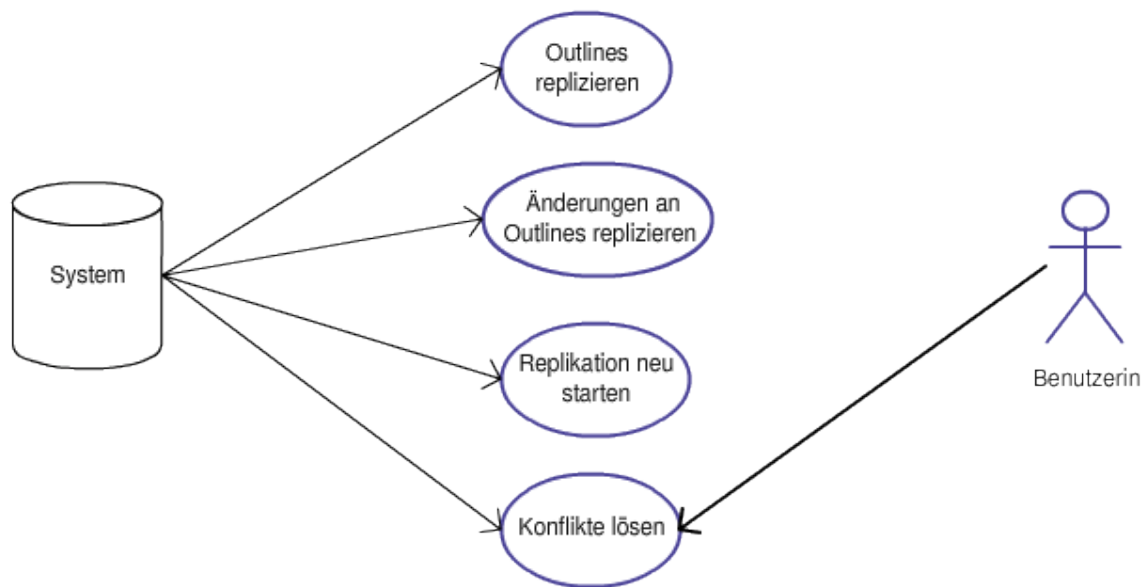 Outlines
replizieren
Änderungen an
Outlines replizieren
System
Replikation neu
starten
Benutzerin
Konflikte lösen